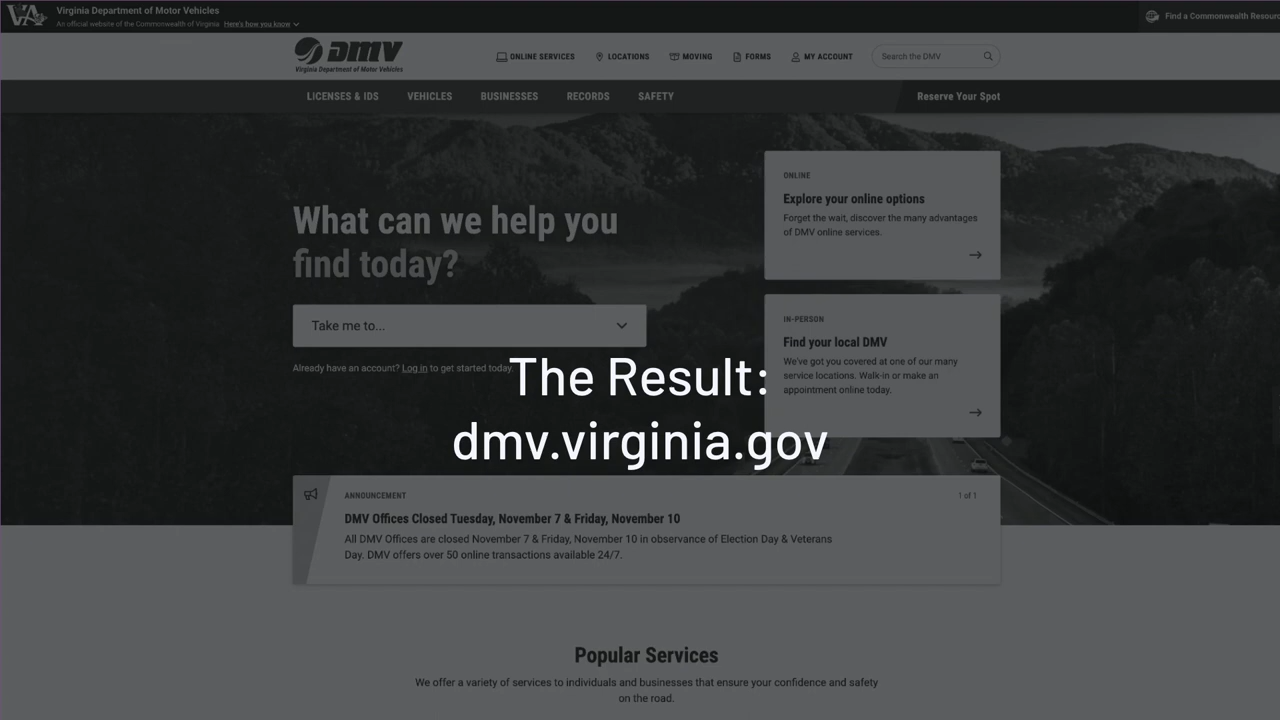 Virginia Department of Motor Vehicles
An official website of the Commonwealth of Virginia Here's how you know
Find a Commonwealth Resour
DMV
Virginia Department of Motor Vehicles
ONLINE SERVICES
LOCATIONS
MOVING
FORMS
MY ACCOUNT
Search the DMV
LICENSES & IDS
VEHICLES
BUSINESSES
RECORDS
SAFETY
Reserve Your Spot
What can we help you
find today?
Take me to...
Already have an account? Log in to get started today.
ONLINE
Explore your online options
Forget the wait, discover the many advantages
of DMV online services.
IN-PERSON
Find your local DMV
We've got you covered at one of our many
service locations. Walk-in or make an
appointment online today.
The Result:
dmv.virginia.gov
ANNOUNCEMENT
1 of 1
DMV Offices Closed Tuesday, November 7 & Friday, November 10
All DMV Offices are closed November 7 & Friday, November 10 in observance of Election Day & Veterans
Day. DMV offers over 50 online transactions available 24/7.
Popular Services
We offer a variety of services to individuals and businesses that ensure your confidence and safety
on the road.